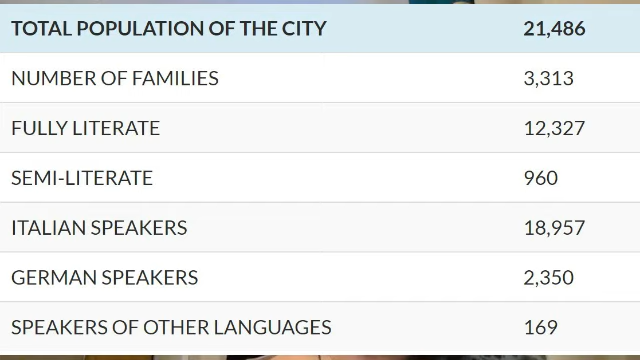 TOTAL POPULATION OF THE CITY 21,486
NUMBER OF FAMILIES 3,313
FULLY LITERATE 12,327
SEMI-LITERATE 960
ITALIAN SPEAKERS 18,957
GERMAN SPEAKERS 2,350
SPEAKERS OF OTHER LANGUAGES 169